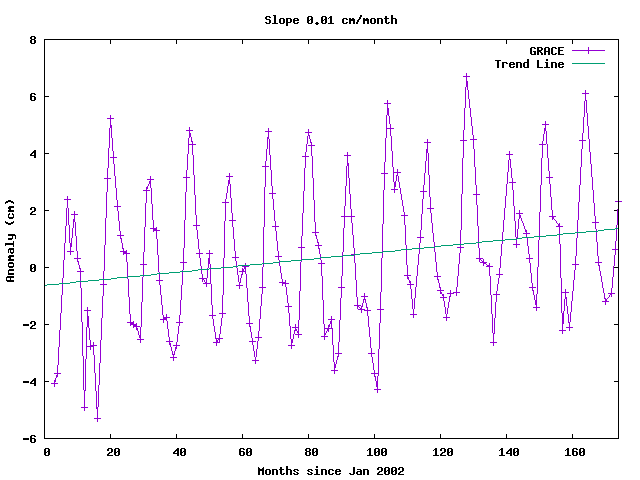 Slope 0.01 cm/month
GRACE
Trend Line
8
6
4
2
0
-2
-4
-6
Anomaly (cm)
0 20 40 60 80 100 120 140 160
Months since Jan 2002